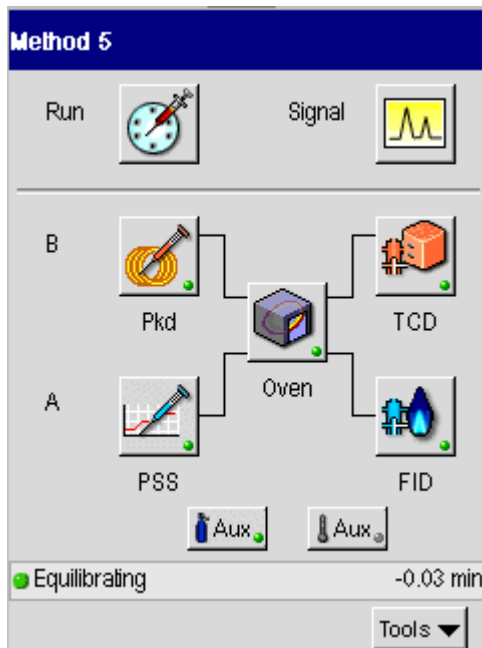 Method 5
Run Signal
B
Pkd TCD
Oven
A
PSS FID
Aux Aux
Equilibrating -0.03 min
Tools